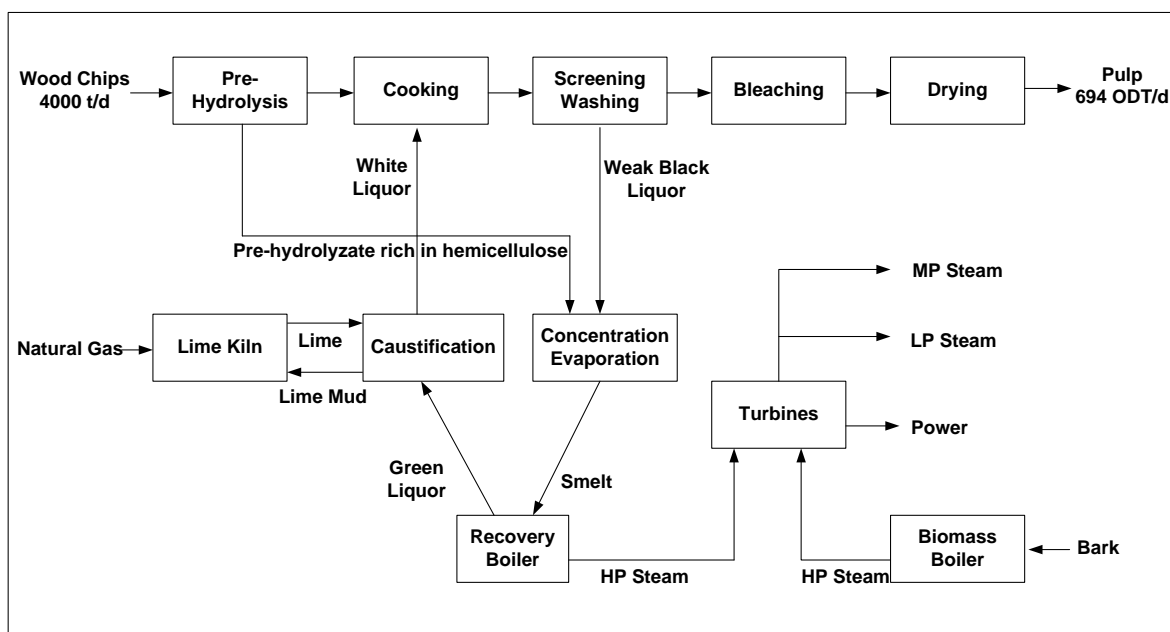 Wood Chips
4000 t/d
Pre-
Hydrolysis
Cooking
Screening
Washing
Bleaching
Drying
Pulp
694 ODT/d
White
Liquor
Weak Black
Liquor
Pre-hydrolyzate rich in hemicellulose
MP Steam
LP Steam
Natural Gas
Lime Kiln
Lime
Lime Mud
Caustification
Concentration
Evaporation
Turbines
Power
Green
Liquor
Smelt
Recovery
Boiler
HP Steam
HP Steam
Biomass
Boiler
Bark